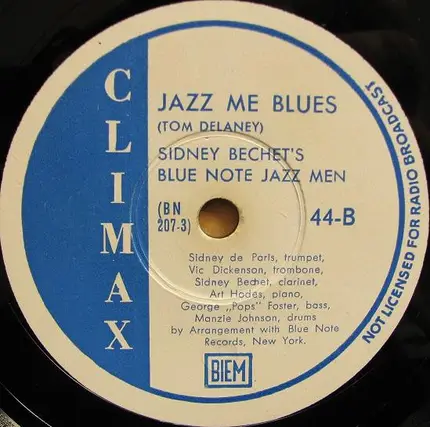 CLIMAX
JAZZ ME BLUES
(TOM DELANEY)
SIDNEY BECHET'S
BLUE NOTE JAZZ MEN
(BN
207-3)
44-B
Sidney de Paris, trumpet,
Vic Dickenson, trombone,
Sidney Bechet, clarinet,
Art Hodes, piano,
George „Pops" Foster, bass,
Manzie Johnson, drums
by Arrangement with Blue Note
Records, New York.
BIEM
NOT LICENSED FOR RADIO BROADCAST